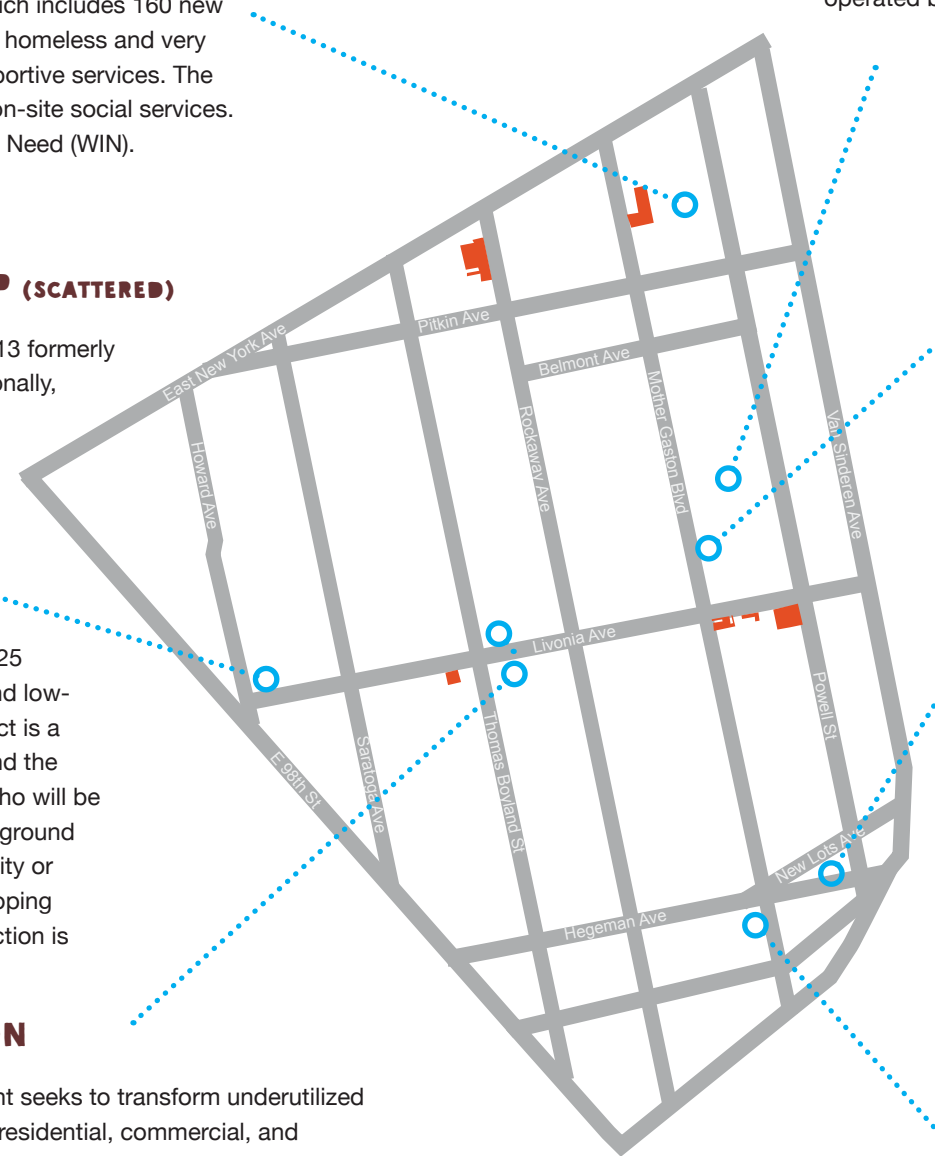 ich includes 160 new
homeless and very
portive services. The
on-site social services.
Need (WIN).
operated b
(SCATTERED)
13 formerly
onally,
25
nd low-
ct is a
nd the
ho will be
ground
ity or
oping
ction is
N
nt seeks to transform underutilized
residential, commercial, and
East New York Ave
Pitkin Ave
Belmont Ave
Howard Ave
Rockaway Ave
Mother Gaston Blvd
Van Sinderen Ave
Livonia Ave
E 98th St
Saratoga Ave
Thomas Boyland St
Powell St
New Lots Ave
Hegeman Ave